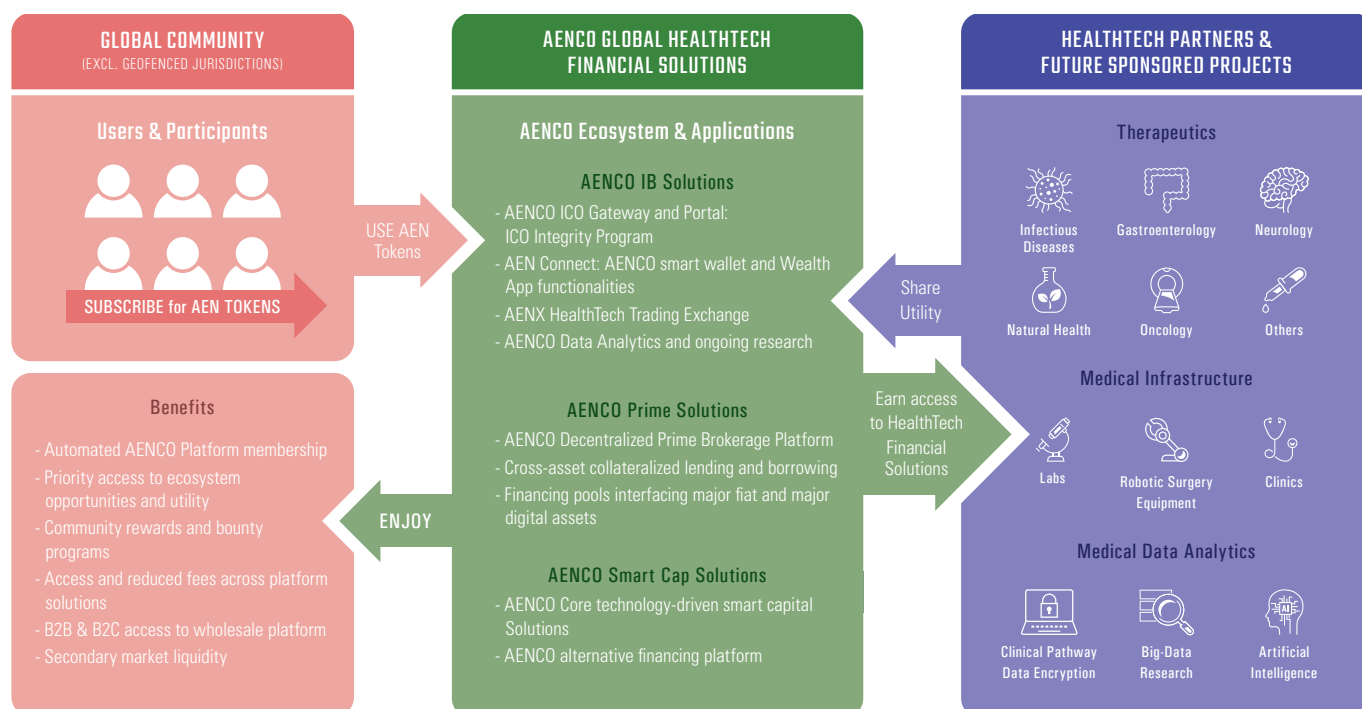 GLOBAL COMMUNITY
(EXCL. GEOFENCED JURISDICTIONS)
Users & Participants
SUBSCRIBE for AEN TOKENS
USE AEN
Tokens
Benefits
- Automated AENCO Platform membership
- Priority access to ecosystem
opportunities and utility
- Community rewards and bounty
programs
- Access and reduced fees across platform
solutions
- B2B & B2C access to wholesale platform
- Secondary market liquidity
ENJOY
AENCO GLOBAL HEALTHTECH
FINANCIAL SOLUTIONS
AENCO Ecosystem & Applications
AENCO IB Solutions
- AENCO ICO Gateway and Portal:
ICO Integrity Program
- AEN Connect: AENCO smart wallet and Wealth
App functionalities
- AENX HealthTech Trading Exchange
- AENCO Data Analytics and ongoing research
AENCO Prime Solutions
- AENCO Decentralized Prime Brokerage Platform
- Cross-asset collateralized lending and borrowing
- Financing pools interfacing major fiat and major
digital assets
AENCO Smart Cap Solutions
- AENCO Core technology-driven smart capital
Solutions
- AENCO alternative financing platform
Share
Utility
Earn access
to HealthTech
Financial
Solutions
HEALTHTECH PARTNERS &
FUTURE SPONSORED PROJECTS
Therapeutics
Infectious
Diseases
Gastroenterology
Neurology
Natural Health
Oncology
Others
Medical Infrastructure
Labs
Robotic Surgery
Equipment
Clinics
Medical Data Analytics
AI
Clinical Pathway
Data Encryption
Big-Data
Research
Artificial
Intelligence